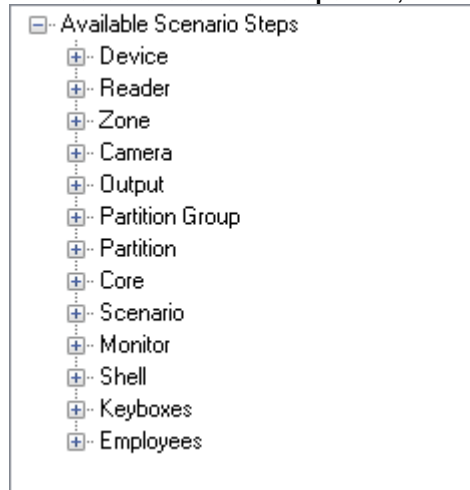 Available Scenario Steps
Device
Reader
Zone
Camera
Output
Partition Group
Partition
Core
Scenario
Monitor
Shell
Keyboxes
Employees